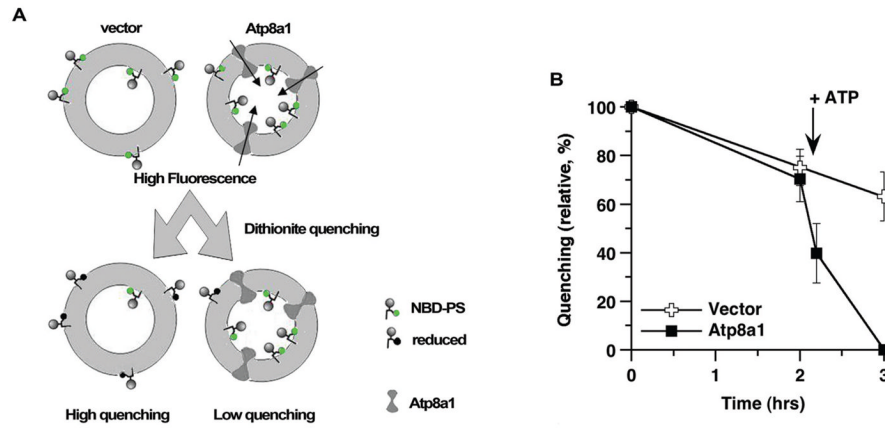 A
vector
Atp8a1
High Fluorescence
Dithionite quenching
NBD-PS
reduced
Atp8a1
High quenching
Low quenching
B
+ ATP
Quenching (relative, %)
100
80
60
40
20
0
Vector
Atp8a1
0
1
2
3
Time (hrs)